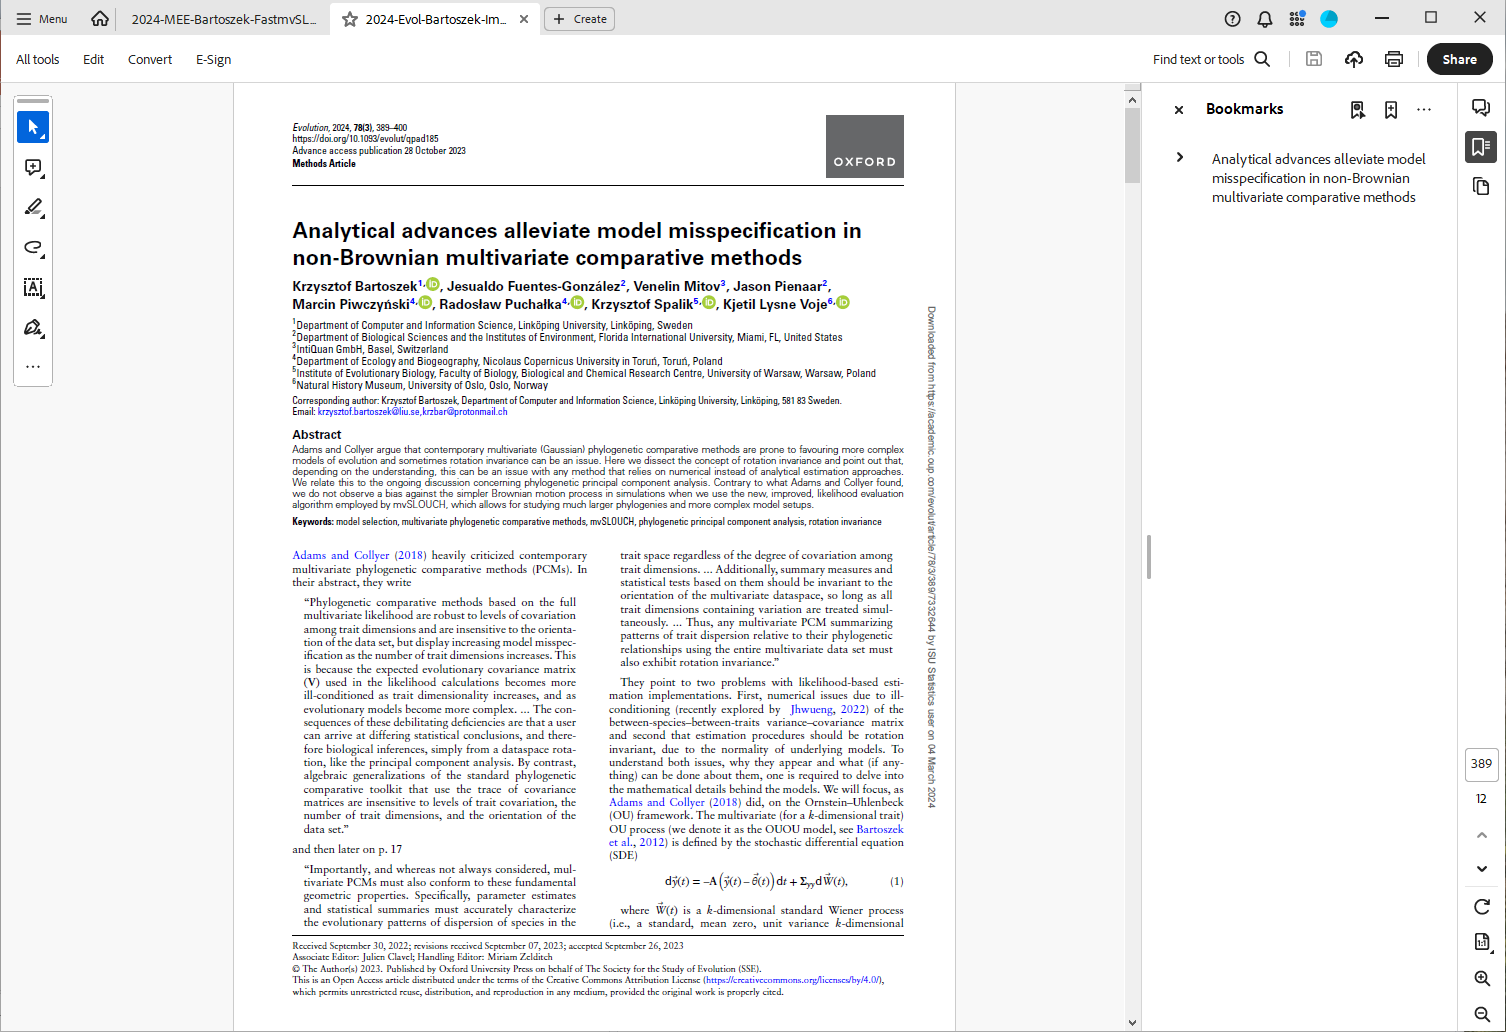 Menu
2024-MEE-Bartoszek-FastmvSL...
2024-Evol-Bartoszek-Im...
Create
All tools
Edit
Convert
E-Sign
Find text or tools
Share
Evolution, 2024, 78(3), 389–400
https://doi.org/10.1093/evolut/qpad185
Advance access publication 28 October 2023
Methods Article
OXFORD
Analytical advances alleviate model misspecification in
non-Brownian multivariate comparative methods
Krzysztof Bartoszek1, iD, Jesualdo Fuentes-González2, Venelin Mitov3, Jason Pienaar2,
Marcin Piwczyński4, iD, Radosław Puchałka4, iD, Krzysztof Spalik5, iD, Kjetil Lysne Voje6, iD
1Department of Computer and Information Science, Linköping University, Linköping, Sweden
2Department of Biological Sciences and the Institutes of Environment, Florida International University, Miami, FL, United States
3IntiQuan GmbH, Basel, Switzerland
4Department of Ecology and Biogeography, Nicolaus Copernicus University in Toruń, Toruń, Poland
5Institute of Evolutionary Biology, Faculty of Biology, Biological and Chemical Research Centre, University of Warsaw, Warsaw, Poland
6Natural History Museum, University of Oslo, Oslo, Norway
Corresponding author: Krzysztof Bartoszek, Department of Computer and Information Science, Linköping University, Linköping, 581 83 Sweden.
Email: krzysztof.bartoszek@liu.se,krzbar@protonmail.ch
Abstract
Adams and Collyer argue that contemporary multivariate (Gaussian) phylogenetic comparative methods are prone to favouring more complex
models of evolution and sometimes rotation invariance can be an issue. Here we dissect the concept of rotation invariance and point out that,
depending on the understanding, this can be an issue with any method that relies on numerical instead of analytical estimation approaches.
We relate this to the ongoing discussion concerning phylogenetic principal component analysis. Contrary to what Adams and Collyer found,
we do not observe a bias against the simpler Brownian motion process in simulations when we use the new, improved, likelihood evaluation
algorithm employed by mvSLOUCH, which allows for studying much larger phylogenies and more complex model setups.
Keywords: model selection, multivariate phylogenetic comparative methods, mvSLOUCH, phylogenetic principal component analysis, rotation invariance
Adams and Collyer (2018) heavily criticized contemporary
multivariate phylogenetic comparative methods (PCMs). In
their abstract, they write
“Phylogenetic comparative methods based on the full
multivariate likelihood are robust to levels of covariation
among trait dimensions and are insensitive to the orienta-
tion of the data set, but display increasing model misspec-
ification as the number of trait dimensions increases. This
is because the expected evolutionary covariance matrix
(V) used in the likelihood calculations becomes more
ill-conditioned as trait dimensionality increases, and as
evolutionary models become more complex. ... The con-
sequences of these debilitating deficiencies are that a user
can arrive at differing statistical conclusions, and there-
fore biological inferences, simply from a dataspace rota-
tion, like the principal component analysis. By contrast,
algebraic generalizations of the standard phylogenetic
comparative toolkit that use the trace of covariance
matrices are insensitive to levels of trait covariation, the
number of trait dimensions, and the orientation of the
data set.”
and then later on p. 17
“Importantly, and whereas not always considered, mul-
tivariate PCMs must also conform to these fundamental
geometric properties. Specifically, parameter estimates
and statistical summaries must accurately characterize
the evolutionary patterns of dispersion of species in the
trait space regardless of the degree of covariation among
trait dimensions. ... Additionally, summary measures and
statistical tests based on them should be invariant to the
orientation of the multivariate dataspace, so long as all
trait dimensions containing variation are treated simul-
taneously. ... Thus, any multivariate PCM summarizing
patterns of trait dispersion relative to their phylogenetic
relationships using the entire multivariate data set must
also exhibit rotation invariance.”
They point to two problems with likelihood-based esti-
mation implementations. First, numerical issues due to ill-
conditioning (recently explored by Jhwueng, 2022) of the
between-species–between-traits variance–covariance matrix
and second that estimation procedures should be rotation
invariant, due to the normality of underlying models. To
understand both issues, why they appear and what (if any-
thing) can be done about them, one is required to delve into
the mathematical details behind the models. We will focus, as
Adams and Collyer (2018) did, on the Ornstein–Uhlenbeck
(OU) framework. The multivariate (for a k-dimensional trait)
OU process (we denote it as the OUOU model, see Bartoszek
et al., 2012) is defined by the stochastic differential equation
(SDE)
dy⃗(t) = –A (y⃗(t) – θ⃗(t)) dt + Σyy dW⃗(t), (1)
where W⃗(t) is a k-dimensional standard Wiener process
(i.e., a standard, mean zero, unit variance k-dimensional
Received September 30, 2022; revisions received September 07, 2023; accepted September 26, 2023
Associate Editor: Julien Clavel; Handling Editor: Miriam Zelditch
© The Author(s) 2023. Published by Oxford University Press on behalf of The Society for the Study of Evolution (SSE).
This is an Open Access article distributed under the terms of the Creative Commons Attribution License (https://creativecommons.org/licenses/by/4.0/),
which permits unrestricted reuse, distribution, and reproduction in any medium, provided the original work is properly cited.
Downloaded from https://academic.oup.com/evolut/article/78/3/389/7332644 by ISU Statistics user on 04 March 2024
Bookmarks
Analytical advances alleviate model
misspecification in non-Brownian
multivariate comparative methods
389
12
1:1